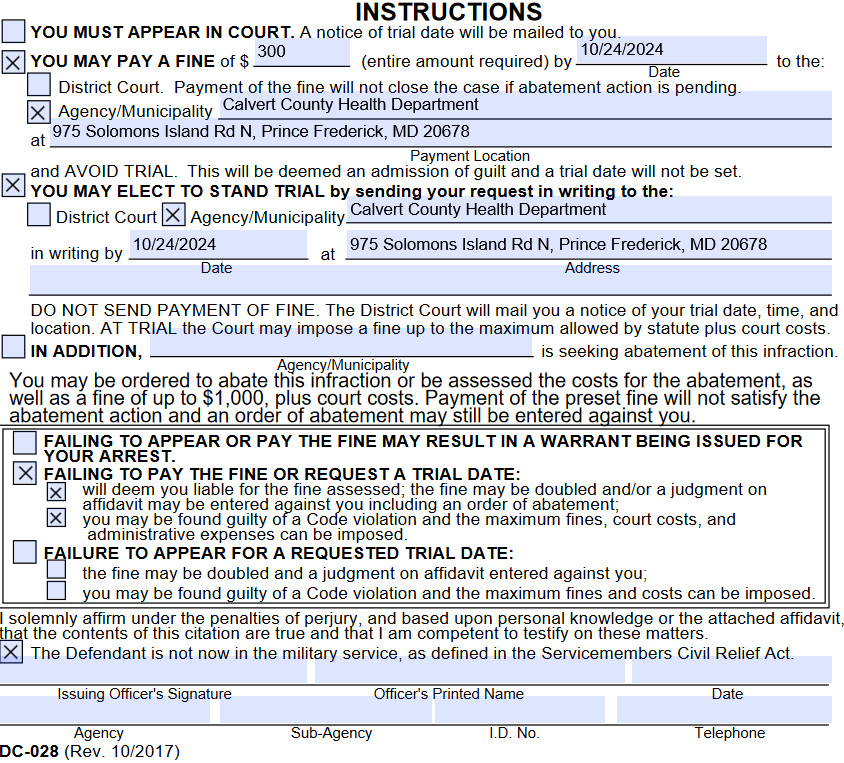 INSTRUCTIONS
YOU MUST APPEAR IN COURT. A notice of trial date will be mailed to you.
YOU MAY PAY A FINE of $ 300 (entire amount required) by 10/24/2024 to the:
Date
District Court. Payment of the fine will not close the case if abatement action is pending.
Agency/Municipality Calvert County Health Department
at 975 Solomons Island Rd N, Prince Frederick, MD 20678
Payment Location
and AVOID TRIAL. This will be deemed an admission of guilt and a trial date will not be set.
YOU MAY ELECT TO STAND TRIAL by sending your request in writing to the:
District Court Agency/Municipality Calvert County Health Department
in writing by 10/24/2024 at 975 Solomons Island Rd N, Prince Frederick, MD 20678
Date Address
DO NOT SEND PAYMENT OF FINE. The District Court will mail you a notice of your trial date, time, and
location. AT TRIAL the Court may impose a fine up to the maximum allowed by statute plus court costs.
IN ADDITION, is seeking abatement of this infraction.
Agency/Municipality
You may be ordered to abate this infraction or be assessed the costs for the abatement, as
well as a fine of up to $1,000, plus court costs. Payment of the preset fine will not satisfy the
abatement action and an order of abatement may still be entered against you.
FAILING TO APPEAR OR PAY THE FINE MAY RESULT IN A WARRANT BEING ISSUED FOR
YOUR ARREST.
FAILING TO PAY THE FINE OR REQUEST A TRIAL DATE:
will deem you liable for the fine assessed; the fine may be doubled and/or a judgment on
affidavit may be entered against you including an order of abatement;
you may be found guilty of a Code violation and the maximum fines, court costs, and
administrative expenses can be imposed.
FAILURE TO APPEAR FOR A REQUESTED TRIAL DATE:
the fine may be doubled and a judgment on affidavit entered against you;
you may be found guilty of a Code violation and the maximum fines and costs can be imposed.
I solemnly affirm under the penalties of perjury, and based upon personal knowledge or the attached affidavit,
that the contents of this citation are true and that I am competent to testify on these matters.
The Defendant is not now in the military service, as defined in the Servicemembers Civil Relief Act.
Issuing Officer's Signature Officer's Printed Name Date
Agency Sub-Agency I.D. No. Telephone
DC-028 (Rev. 10/2017)